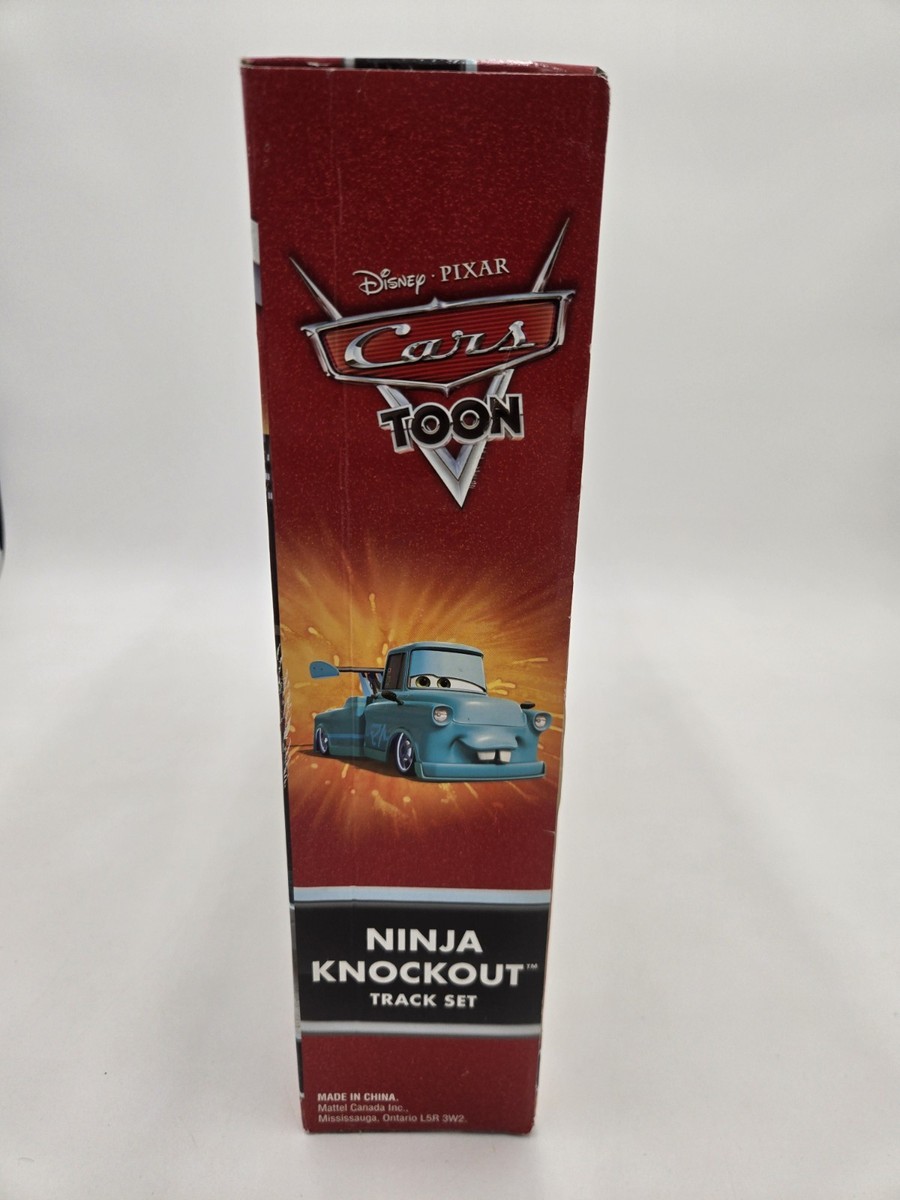 Disney · PIXAR
Cars
TOON
NINJA
KNOCKOUT™
TRACK SET
MADE IN CHINA.
Mattel Canada Inc.,
Mississauga, Ontario L5R 3W2.